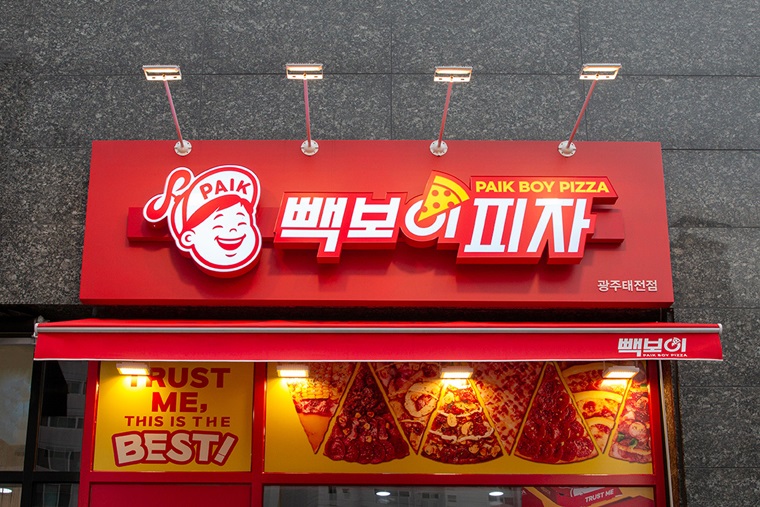 PAIK
PAIK BOY PIZZA
빽보이피자
광주태전점
빽보이
PAIK BOY PIZZA
TRUST
ME,
THIS IS THE
BEST!
TRUST ME